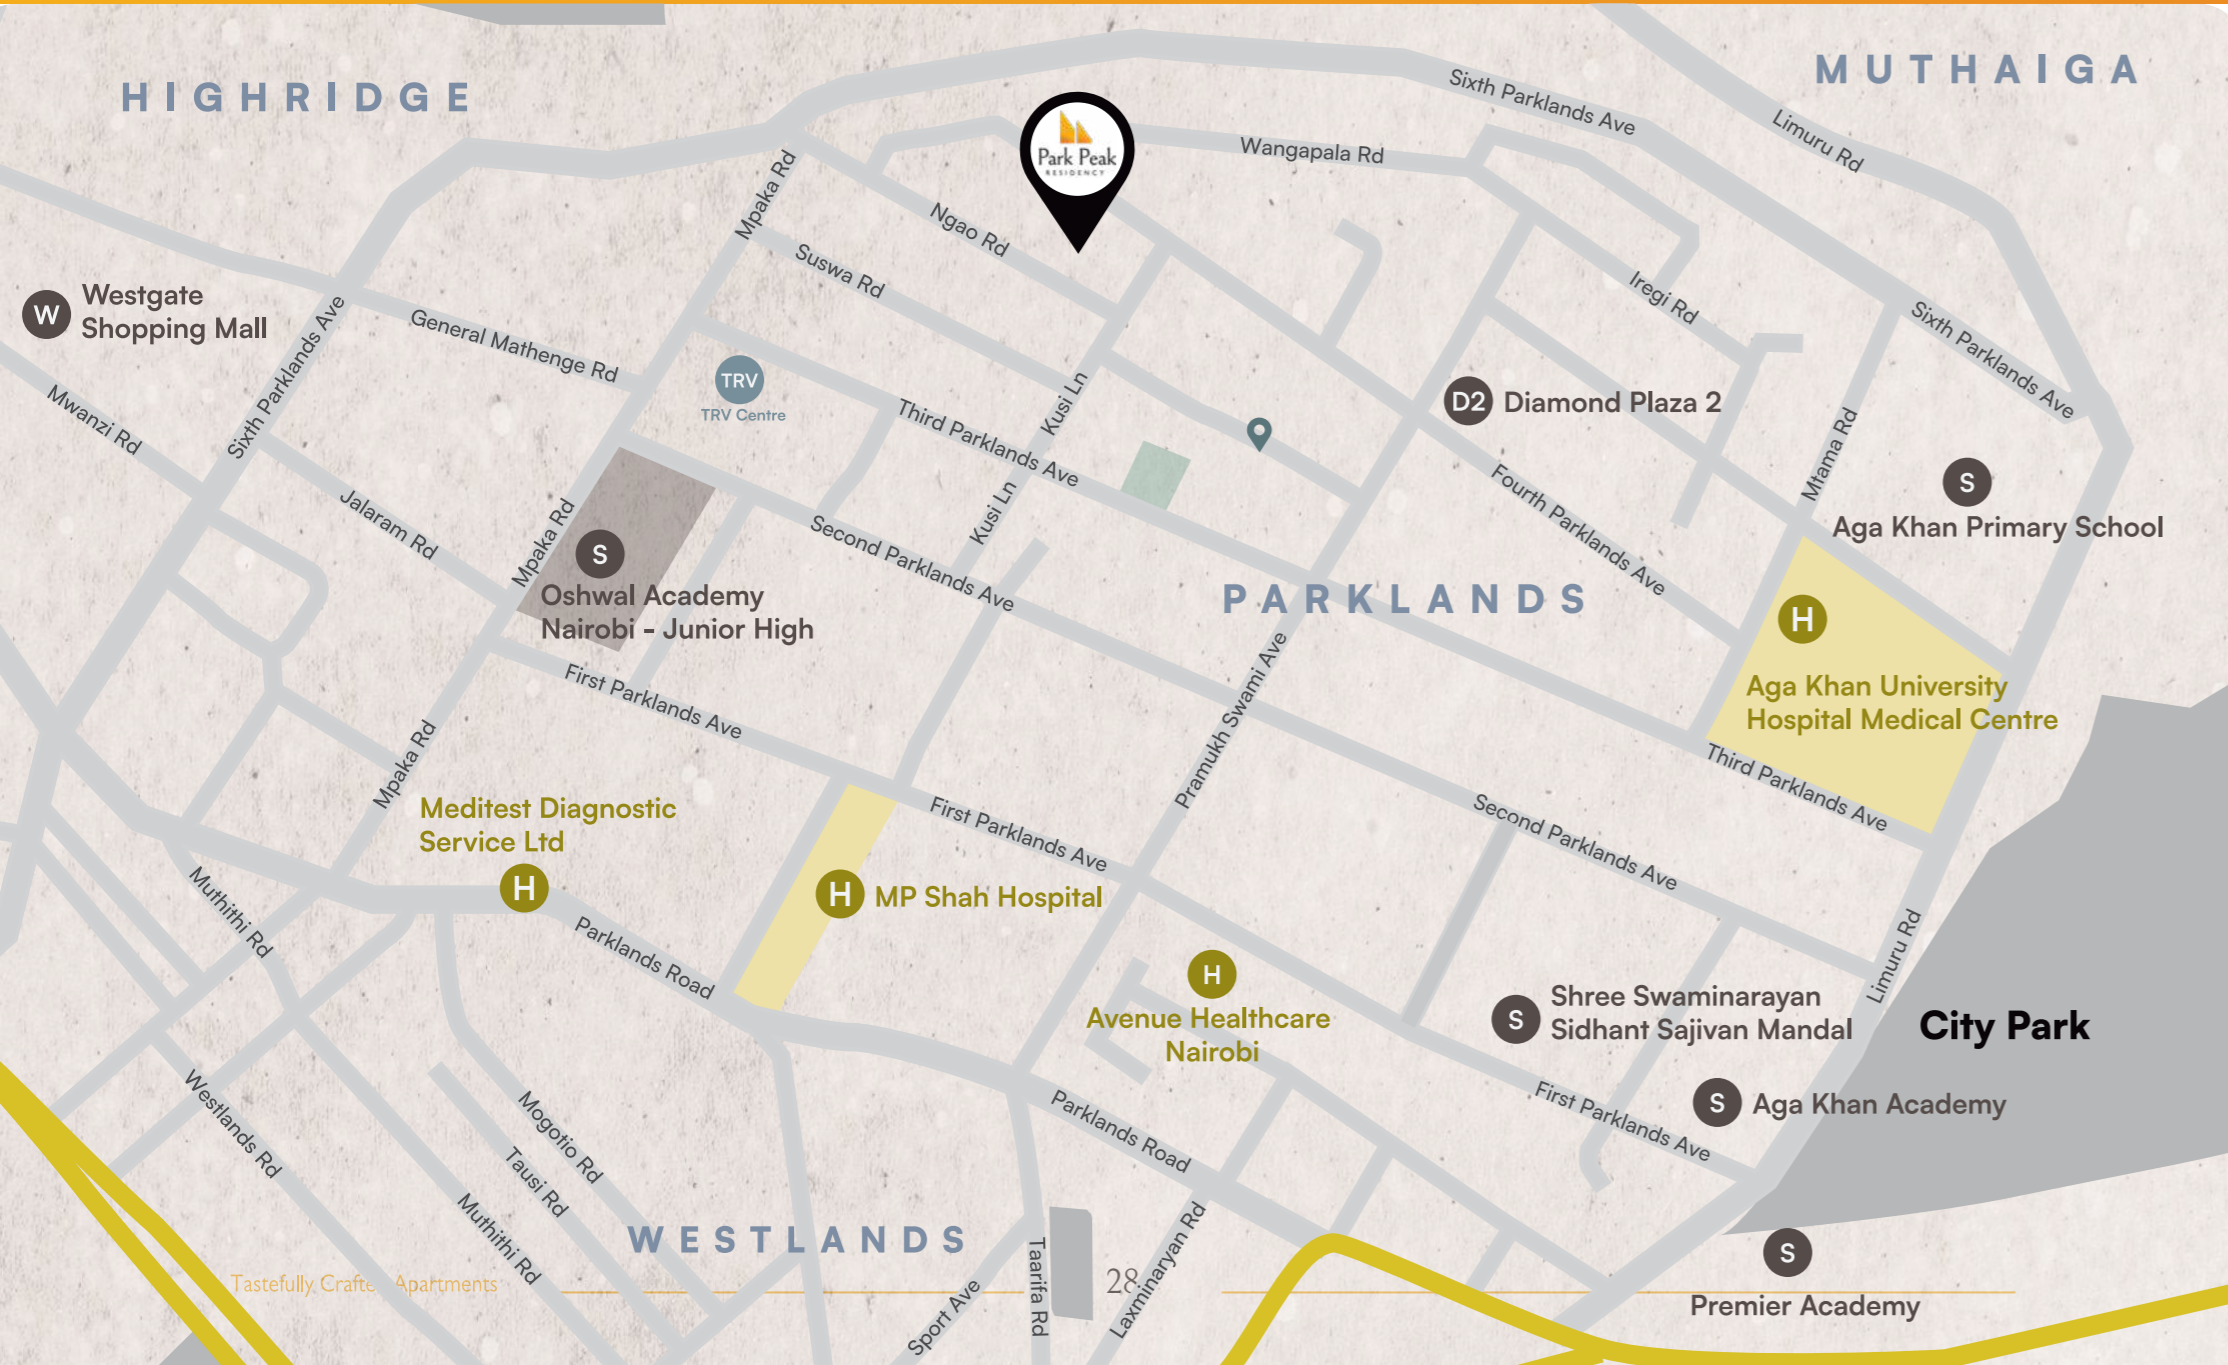 HIGHRIDGE
MUTHAIGA
Sixth Parklands Ave
Limuru Rd
Park Peak
RESIDENCY
Wangapala Rd
Mpaka Rd
Ngao Rd
Suswa Rd
Iregi Rd
Sixth Parklands Ave
W
Westgate
Shopping Mall
Sixth Parklands Ave
General Mathenge Rd
TRV
TRV Centre
Mwanzi Rd
Kusi Ln
Third Parklands Ave
D2
Diamond Plaza 2
Mtama Rd
Fourth Parklands Ave
S
Aga Khan Primary School
Jalaram Rd
Mpaka Rd
Kusi Ln
Second Parklands Ave
S
Oshwal Academy
Nairobi - Junior High
PARKLANDS
H
Aga Khan University
Hospital Medical Centre
First Parklands Ave
Pramukh Swami Ave
Third Parklands Ave
Mpaka Rd
Meditest Diagnostic
Service Ltd
H
First Parklands Ave
Second Parklands Ave
H
MP Shah Hospital
Muthithi Rd
Parklands Road
Limuru Rd
H
Avenue Healthcare
Nairobi
S
Shree Swaminarayan
Sidhant Sajivan Mandal
City Park
Westlands Rd
Mogotio Rd
Tausi Rd
Parklands Road
First Parklands Ave
S
Aga Khan Academy
Muthithi Rd
WESTLANDS
Taarifa Rd
Laxminaryan Rd
Sport Ave
S
Premier Academy
Tastefully Crafte Apartments
28